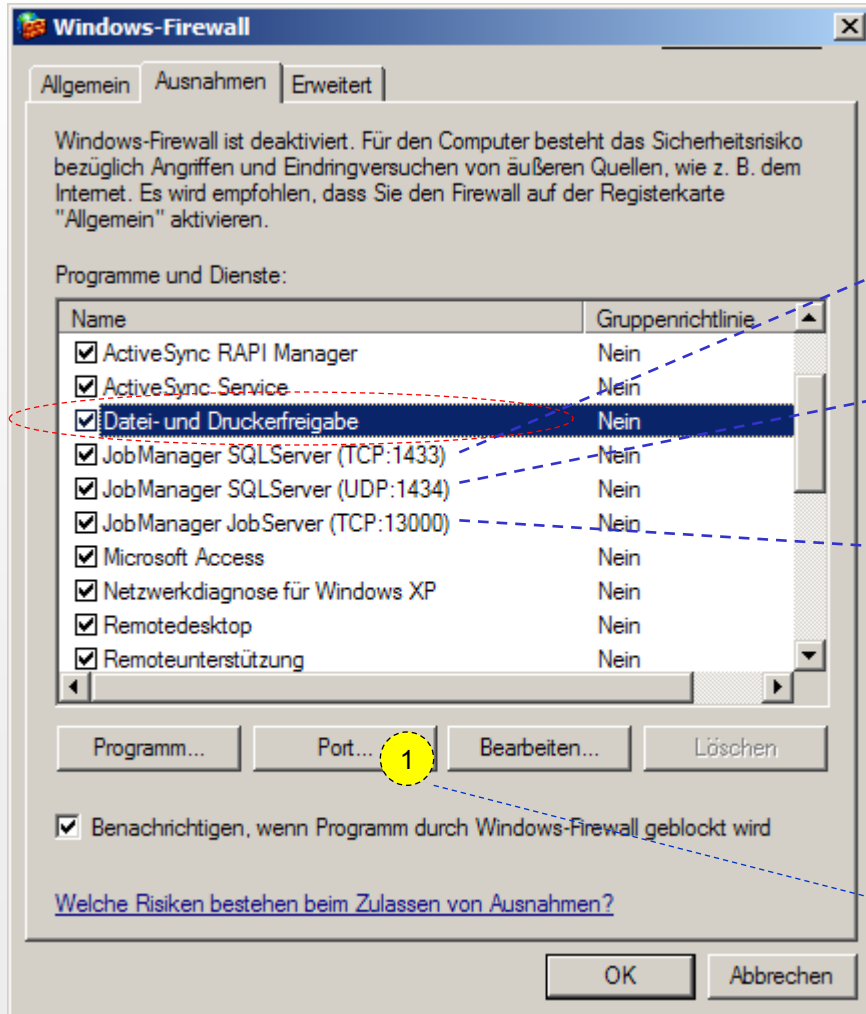 Windows-Firewall
Allgemein Ausnahmen Erweitert
Windows-Firewall ist deaktiviert. Für den Computer besteht das Sicherheitsrisiko
bezüglich Angriffen und Eindringversuchen von äußeren Quellen, wie z. B. dem
Internet. Es wird empfohlen, dass Sie den Firewall auf der Registerkarte
"Allgemein" aktivieren.
Programme und Dienste:
Name Gruppenrichtlinie
ActiveSync RAPI Manager Nein
ActiveSync Service Nein
Datei- und Druckerfreigabe Nein
JobManager SQLServer (TCP:1433) Nein
JobManager SQLServer (UDP:1434) Nein
JobManager JobServer (TCP:13000) Nein
Microsoft Access Nein
Netzwerkdiagnose für Windows XP Nein
Remotedesktop Nein
Remoteunterstützung Nein
Programm... Port... 1 Bearbeiten... Löschen
Benachrichtigen, wenn Programm durch Windows-Firewall geblockt wird
Welche Risiken bestehen beim Zulassen von Ausnahmen?
OK Abbrechen